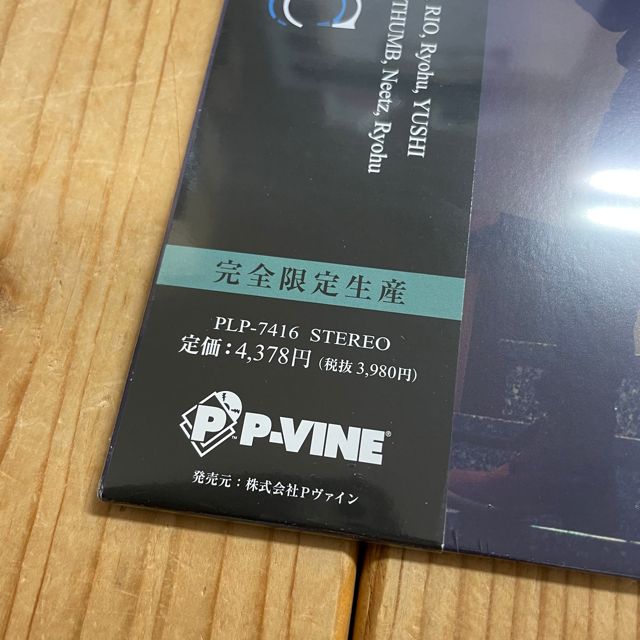 RIO, Ryohu, YUSHI
THUMB, Neetz, Ryohu
完全限定生産
PLP-7416 STEREO
定価:4,378円(税抜3,980円)
P™ P-VINE®
発売元:株式会社Pヴァイン